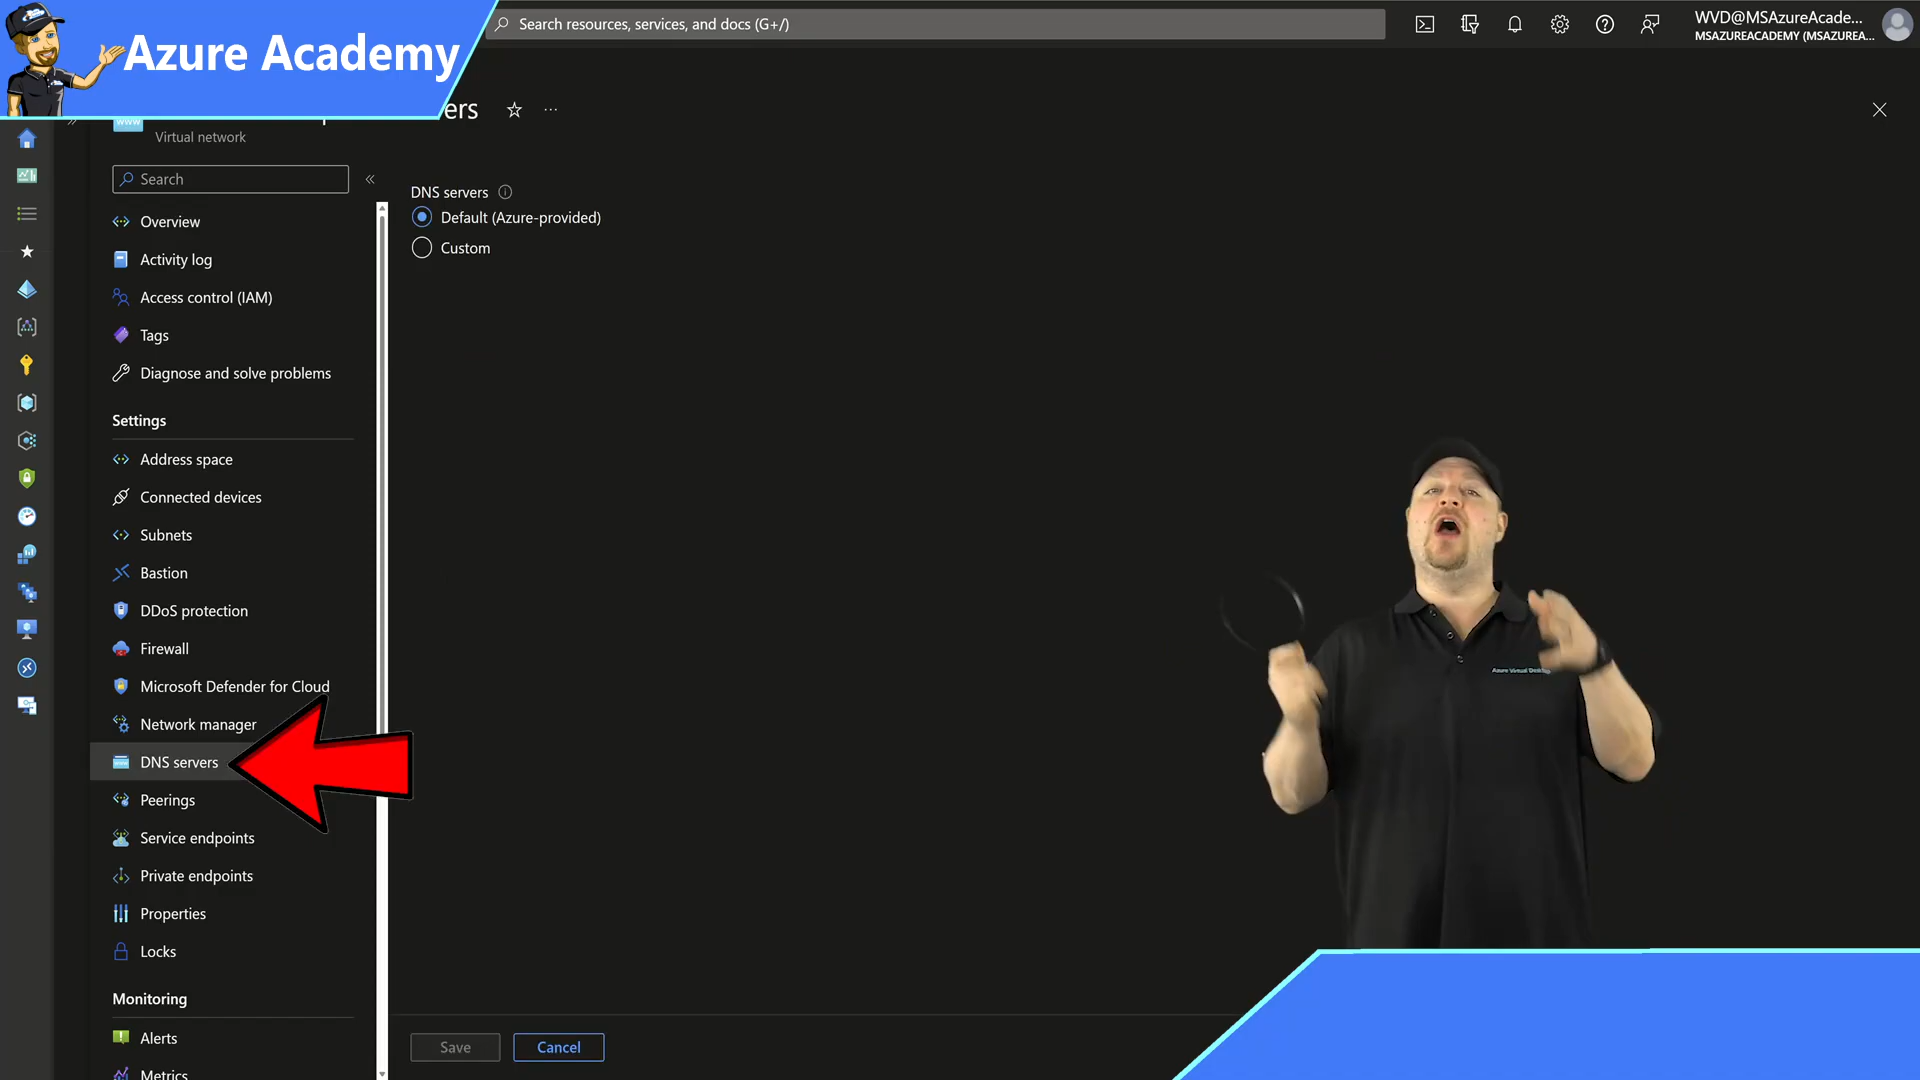 Azure Academy
Search resources, services, and docs (G+/)
WVD@MSAzureAcade...
MSAZUREACADEMY (MSAZUREA...
ers
Virtual network
Search
DNS servers
Default (Azure-provided)
Custom
Overview
Activity log
Access control (IAM)
Tags
Diagnose and solve problems
Settings
Address space
Connected devices
Subnets
Bastion
DDoS protection
Firewall
Microsoft Defender for Cloud
Network manager
DNS servers
Peerings
Service endpoints
Private endpoints
Properties
Locks
Monitoring
Alerts
Metrics
Save
Cancel